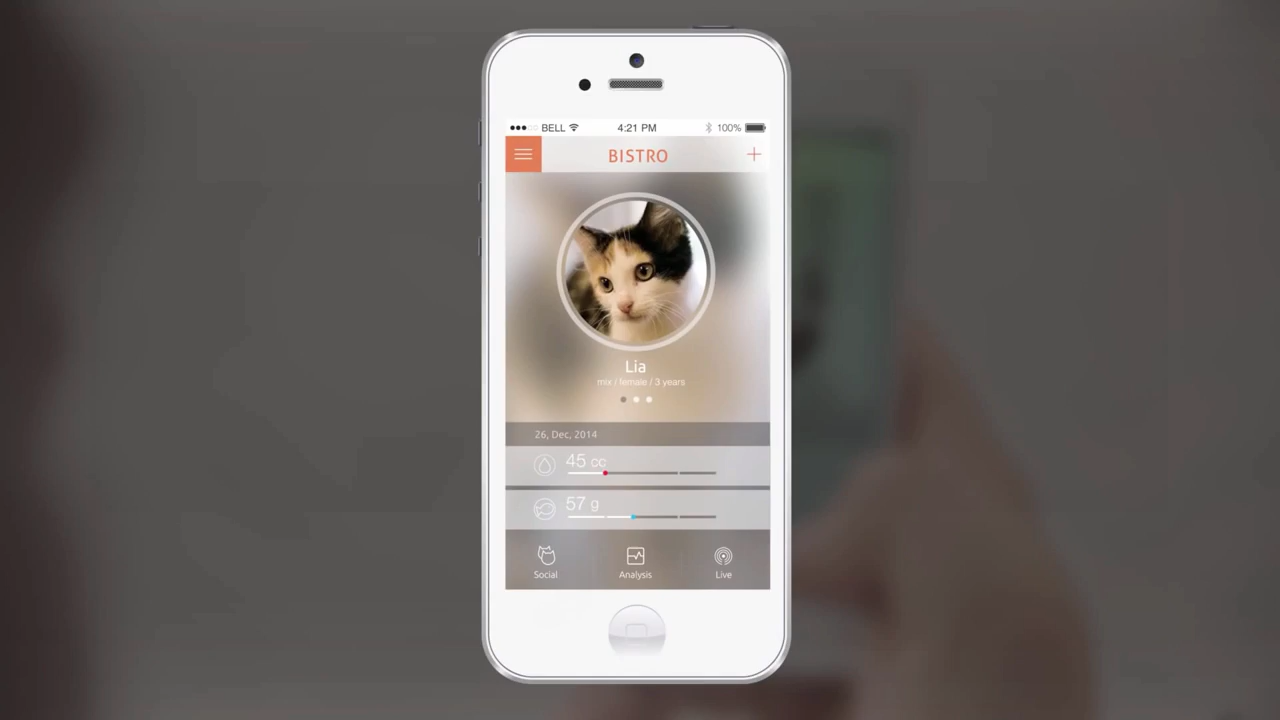 BELL 4:21 PM 100%
BISTRO
Lia
mix / female / 3 years
26, Dec, 2014
45 cc
57 g
Social Analysis Live